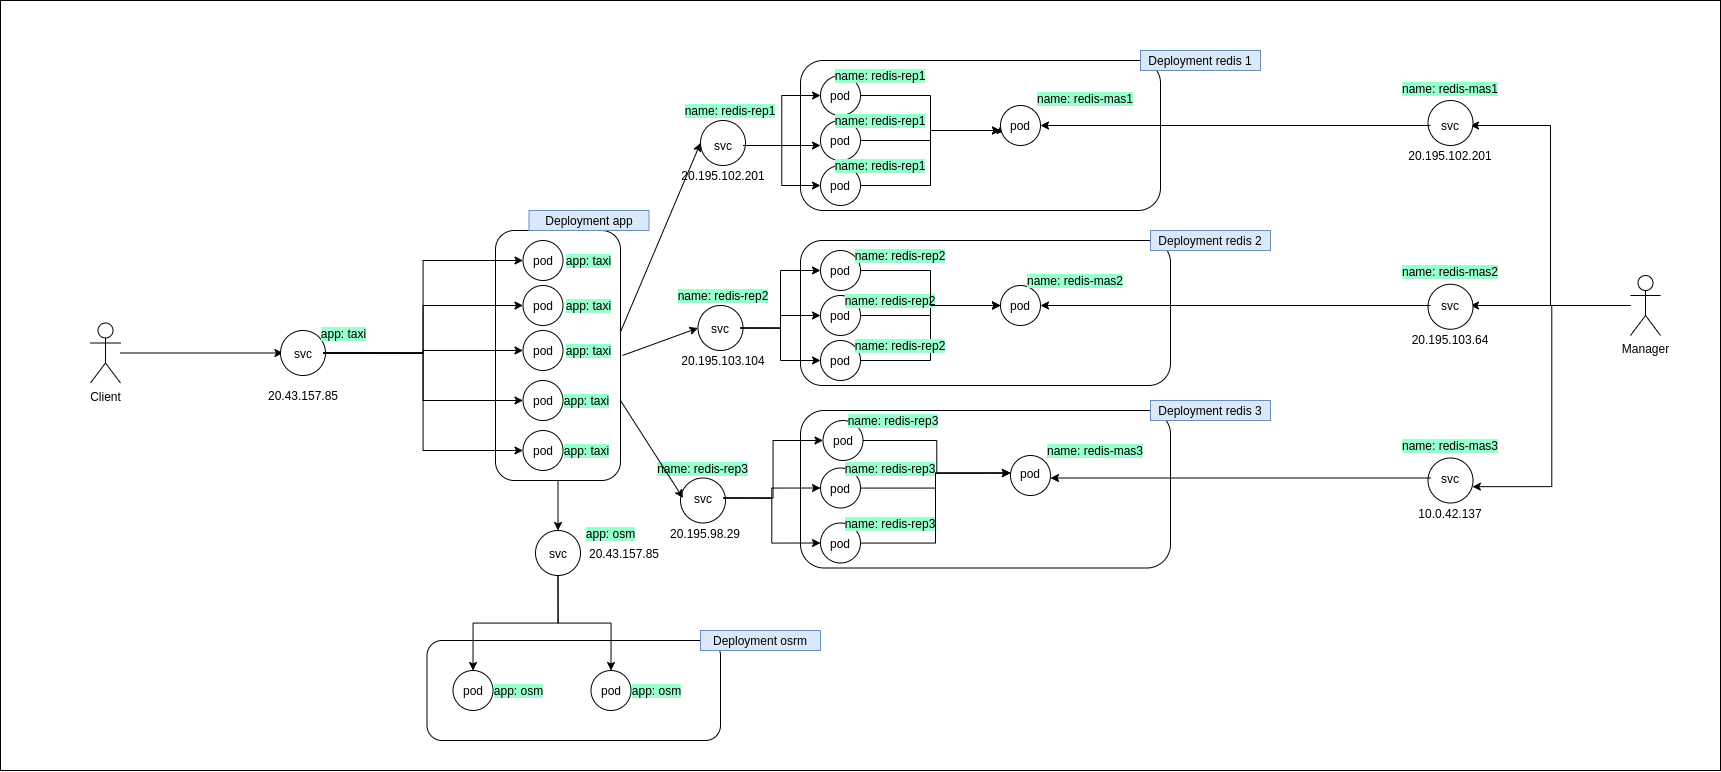 Deployment redis 1
name: redis-rep1
pod
name: redis-mas1
name: redis-mas1
name: redis-rep1
name: redis-rep1
pod
pod
svc
svc
pod
20.195.102.201
name: redis-rep1
20.195.102.201
pod
Deployment app
Deployment redis 2
pod
app: taxi
name: redis-rep2
pod
name: redis-mas2
name: redis-mas2
name: redis-rep2
name: redis-rep2
pod
app: taxi
pod
svc
pod
app: taxi
svc
svc
pod
20.195.103.64
20.43.157.85
pod
app: taxi
20.195.103.104
name: redis-rep2
pod
Client
Manager
pod
app: taxi
Deployment redis 3
name: redis-rep3
pod
name: redis-mas3
name: redis-mas3
pod
app: taxi
name: redis-rep3
name: redis-rep3
pod
pod
svc
svc
20.195.98.29
name: redis-rep3
10.0.42.137
pod
app: osm
svc
20.43.157.85
Deployment osrm
pod
app: osm
pod
app: osm